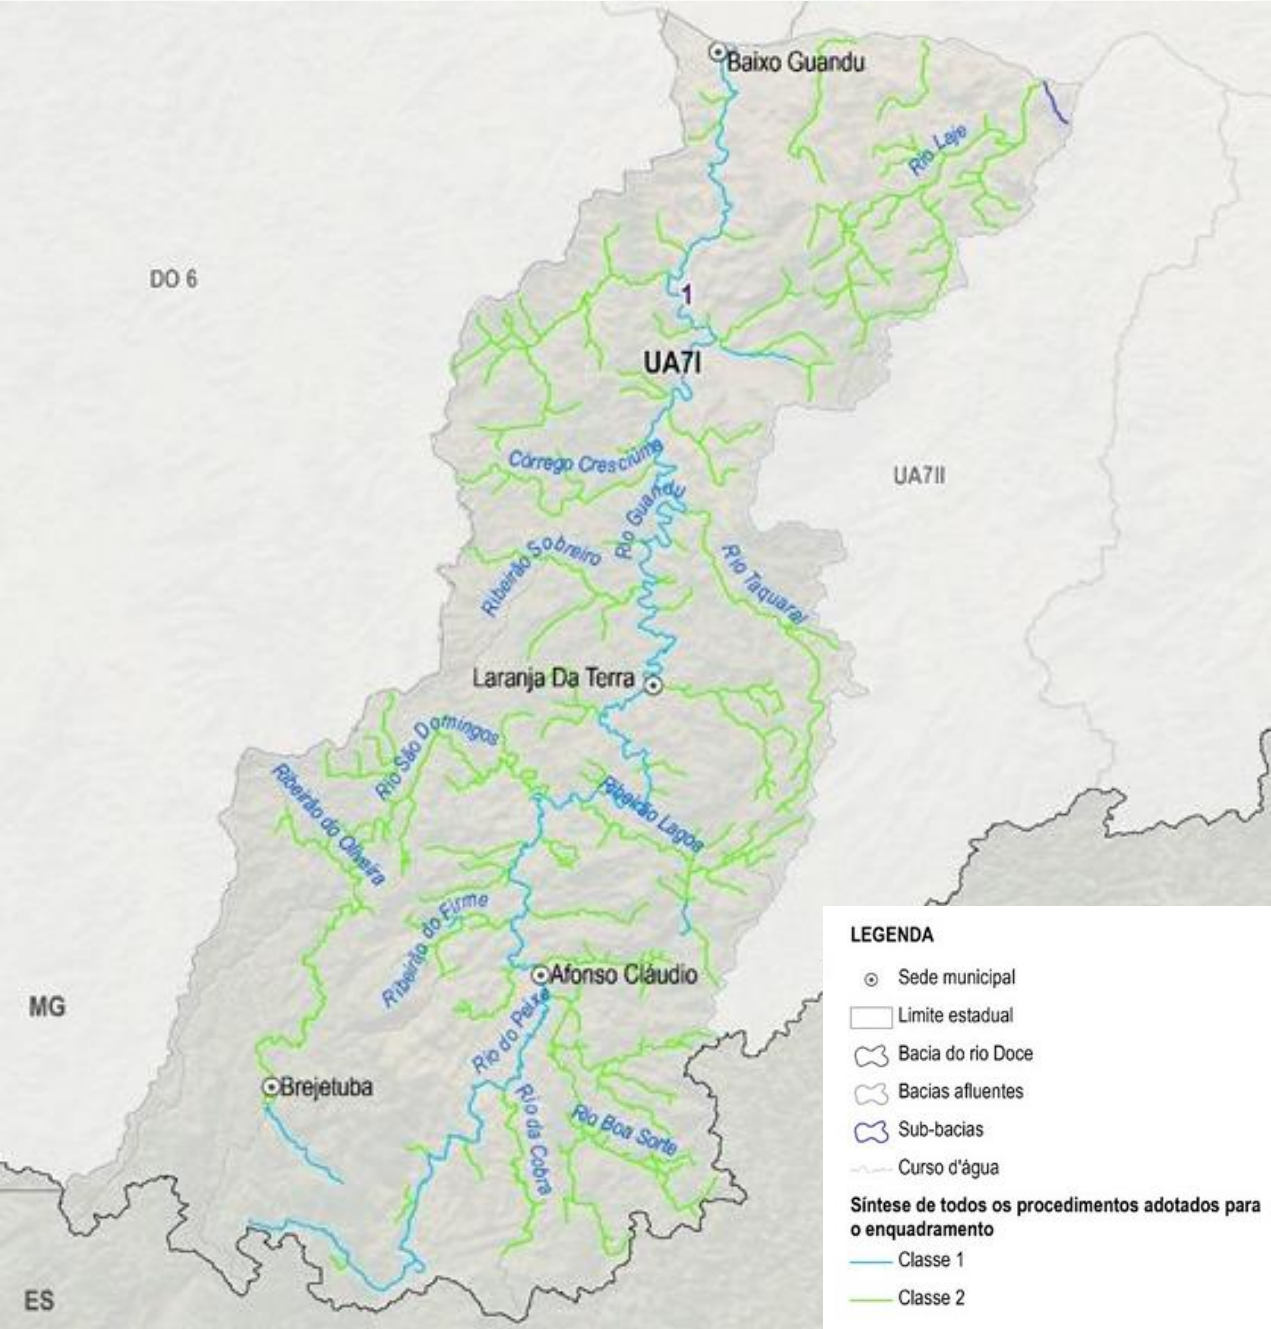 Baixo Guandu
Rio Laje
DO 6
1
UA7I
Córrego Cresciúma
UA7II
Rio Guandu
Ribeirão Sobreiro
Rio Taquaral
Laranja Da Terra
Rio São Domingos
Ribeirão do Oliveira
Ribeirão Lagoa
Ribeirão do Firme
Afonso Cláudio
MG
Rio do Peixe
Brejetuba
Rio da Cobra
Rio Boa Sorte
ES
LEGENDA
Sede municipal
Limite estadual
Bacia do rio Doce
Bacias afluentes
Sub-bacias
Curso d'água
Síntese de todos os procedimentos adotados para
o enquadramento
Classe 1
Classe 2